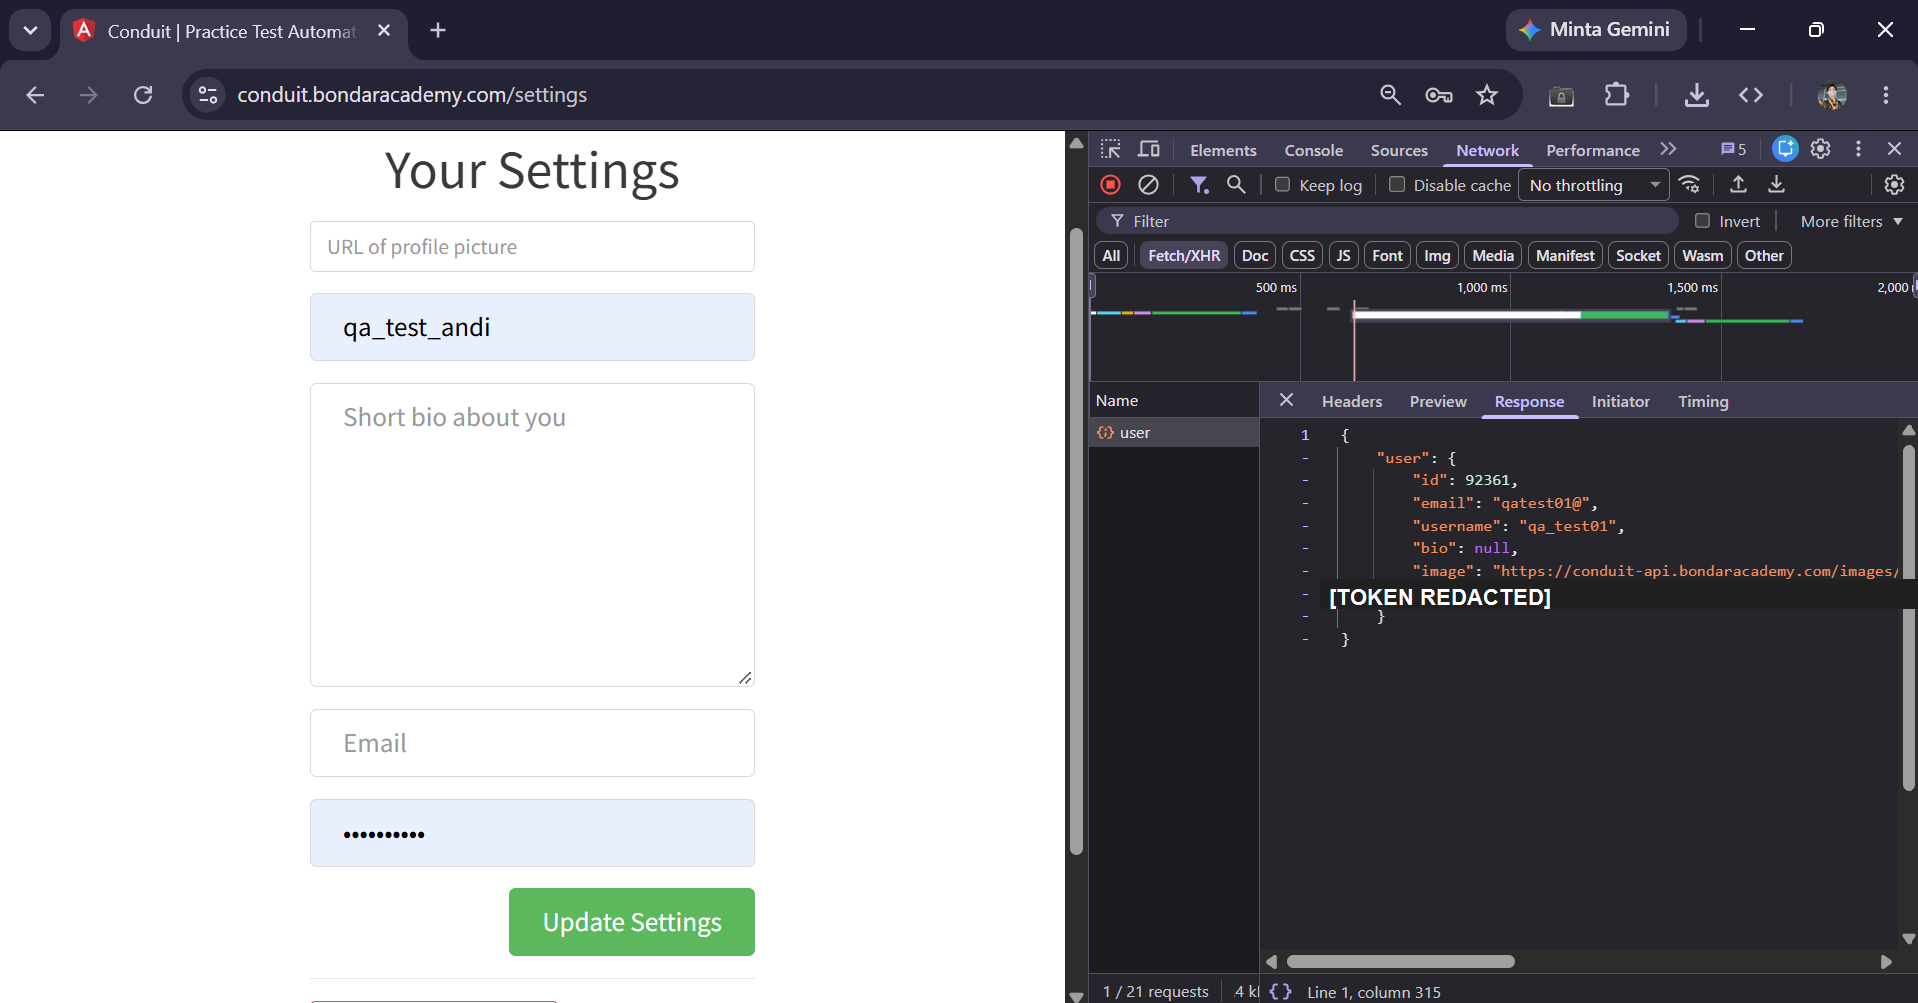 Conduit | Practice Test Automat
Minta Gemini
conduit.bondaracademy.com/settings
Your Settings
URL of profile picture
qa_test_andi
Short bio about you
Email
••••••••••
Update Settings
Elements Console Sources Network Performance 5
Keep log Disable cache No throttling
Filter Invert More filters
All Fetch/XHR Doc CSS JS Font Img Media Manifest Socket Wasm Other
500 ms 1,000 ms 1,500 ms 2,000
Name
user
Headers Preview Response Initiator Timing
1 {
- "user": {
- "id": 92361,
- "email": "qatest01@",
- "username": "qa_test01",
- "bio": null,
- "image": "https://conduit-api.bondaracademy.com/images/
- [TOKEN REDACTED]
- }
- }
1 / 21 requests .4 k
{} Line 1, column 315